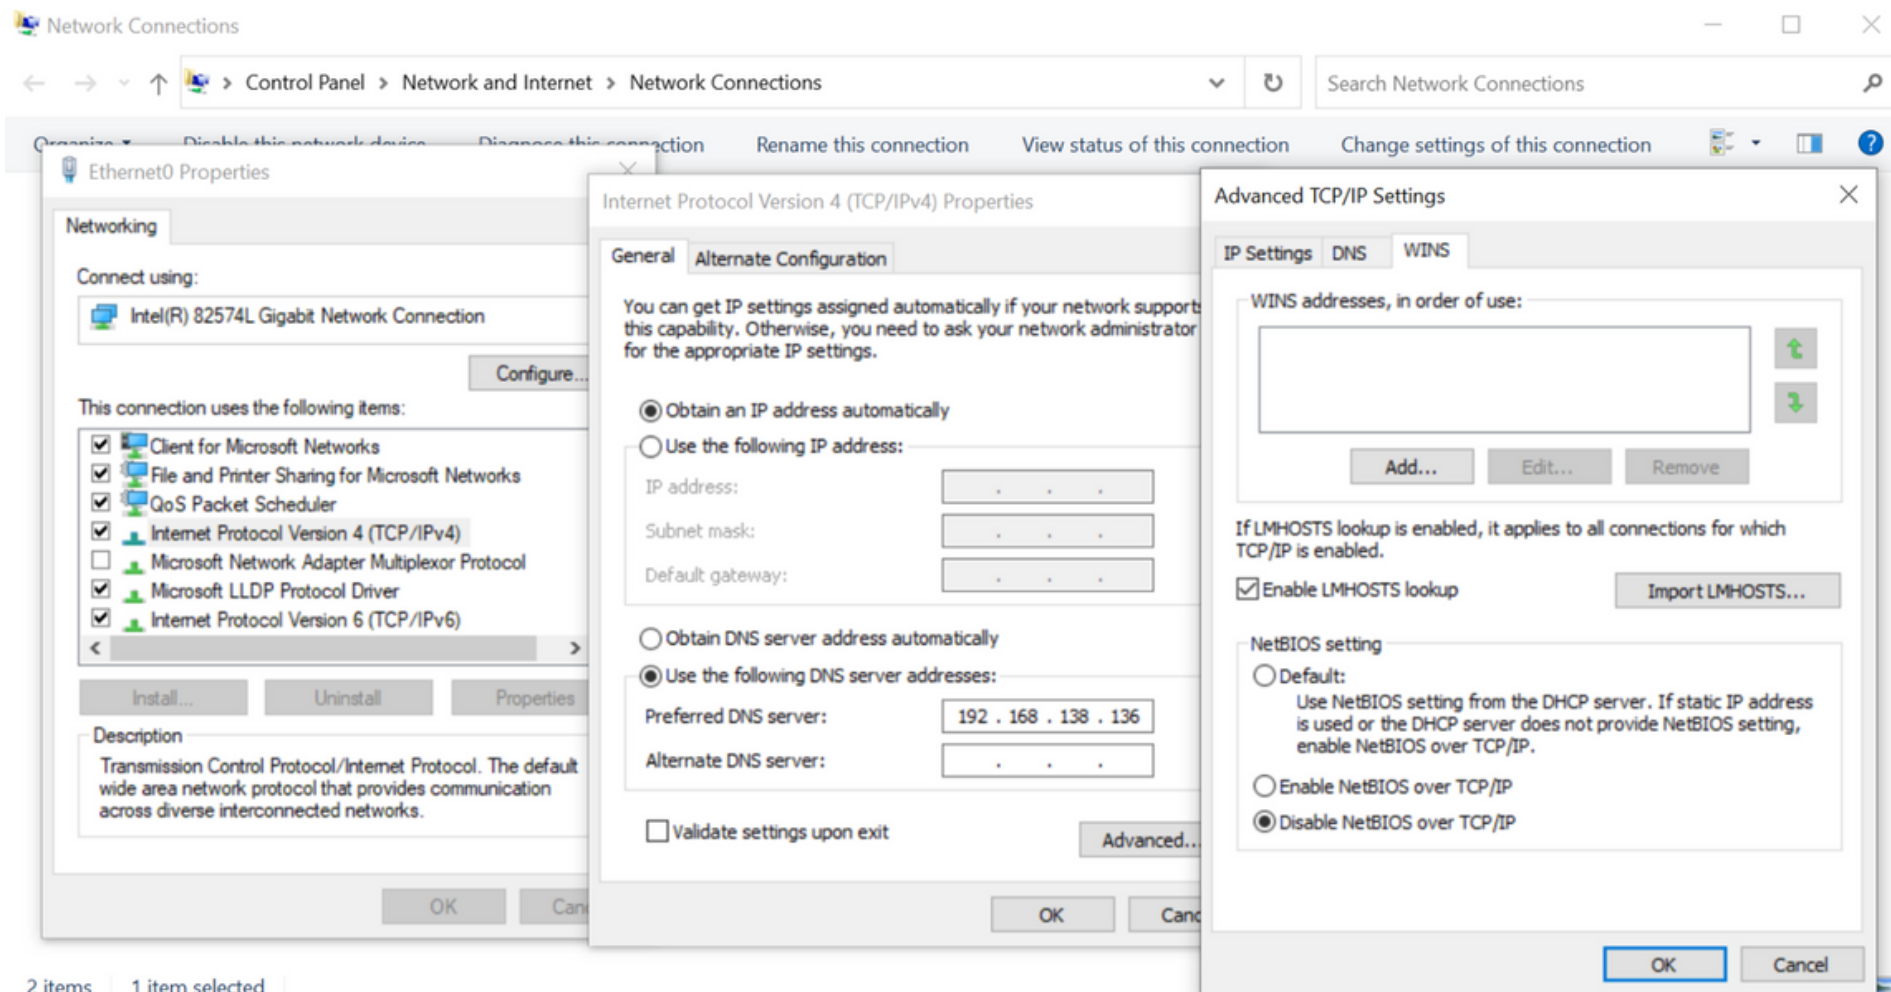 Network Connections
Control Panel > Network and Internet > Network Connections
Search Network Connections
Organize
Disable this network device
Diagnose this connection
Rename this connection
View status of this connection
Change settings of this connection
Ethernet0 Properties
Networking
Connect using:
Intel(R) 82574L Gigabit Network Connection
Configure...
This connection uses the following items:
Client for Microsoft Networks
File and Printer Sharing for Microsoft Networks
QoS Packet Scheduler
Internet Protocol Version 4 (TCP/IPv4)
Microsoft Network Adapter Multiplexor Protocol
Microsoft LLDP Protocol Driver
Internet Protocol Version 6 (TCP/IPv6)
Install...
Uninstall
Properties
Description
Transmission Control Protocol/Internet Protocol. The default
wide area network protocol that provides communication
across diverse interconnected networks.
OK
Canc
Internet Protocol Version 4 (TCP/IPv4) Properties
General
Alternate Configuration
You can get IP settings assigned automatically if your network supports
this capability. Otherwise, you need to ask your network administrator
for the appropriate IP settings.
Obtain an IP address automatically
Use the following IP address:
IP address:
Subnet mask:
Default gateway:
Obtain DNS server address automatically
Use the following DNS server addresses:
Preferred DNS server:
192 . 168 . 138 . 136
Alternate DNS server:
Validate settings upon exit
Advanced...
OK
Canc
Advanced TCP/IP Settings
IP Settings
DNS
WINS
WINS addresses, in order of use:
Add...
Edit...
Remove
If LMHOSTS lookup is enabled, it applies to all connections for which
TCP/IP is enabled.
Enable LMHOSTS lookup
Import LMHOSTS...
NetBIOS setting
Default:
Use NetBIOS setting from the DHCP server. If static IP address
is used or the DHCP server does not provide NetBIOS setting,
enable NetBIOS over TCP/IP.
Enable NetBIOS over TCP/IP
Disable NetBIOS over TCP/IP
OK
Cancel
2 items
1 item selected